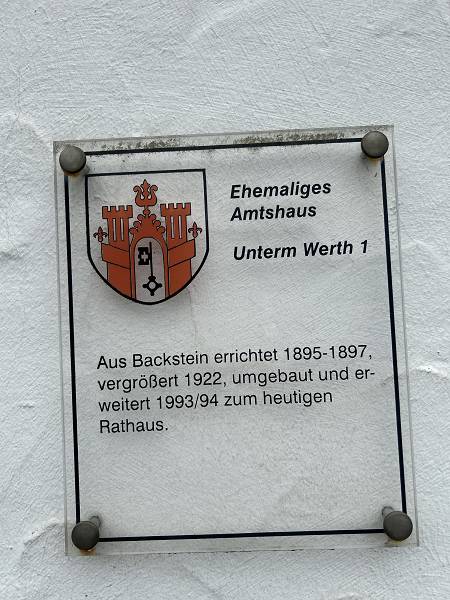 Ehemaliges
Amtshaus
Unterm Werth 1
Aus Backstein errichtet 1895-1897,
vergrößert 1922, umgebaut und er-
weitert 1993/94 zum heutigen
Rathaus.